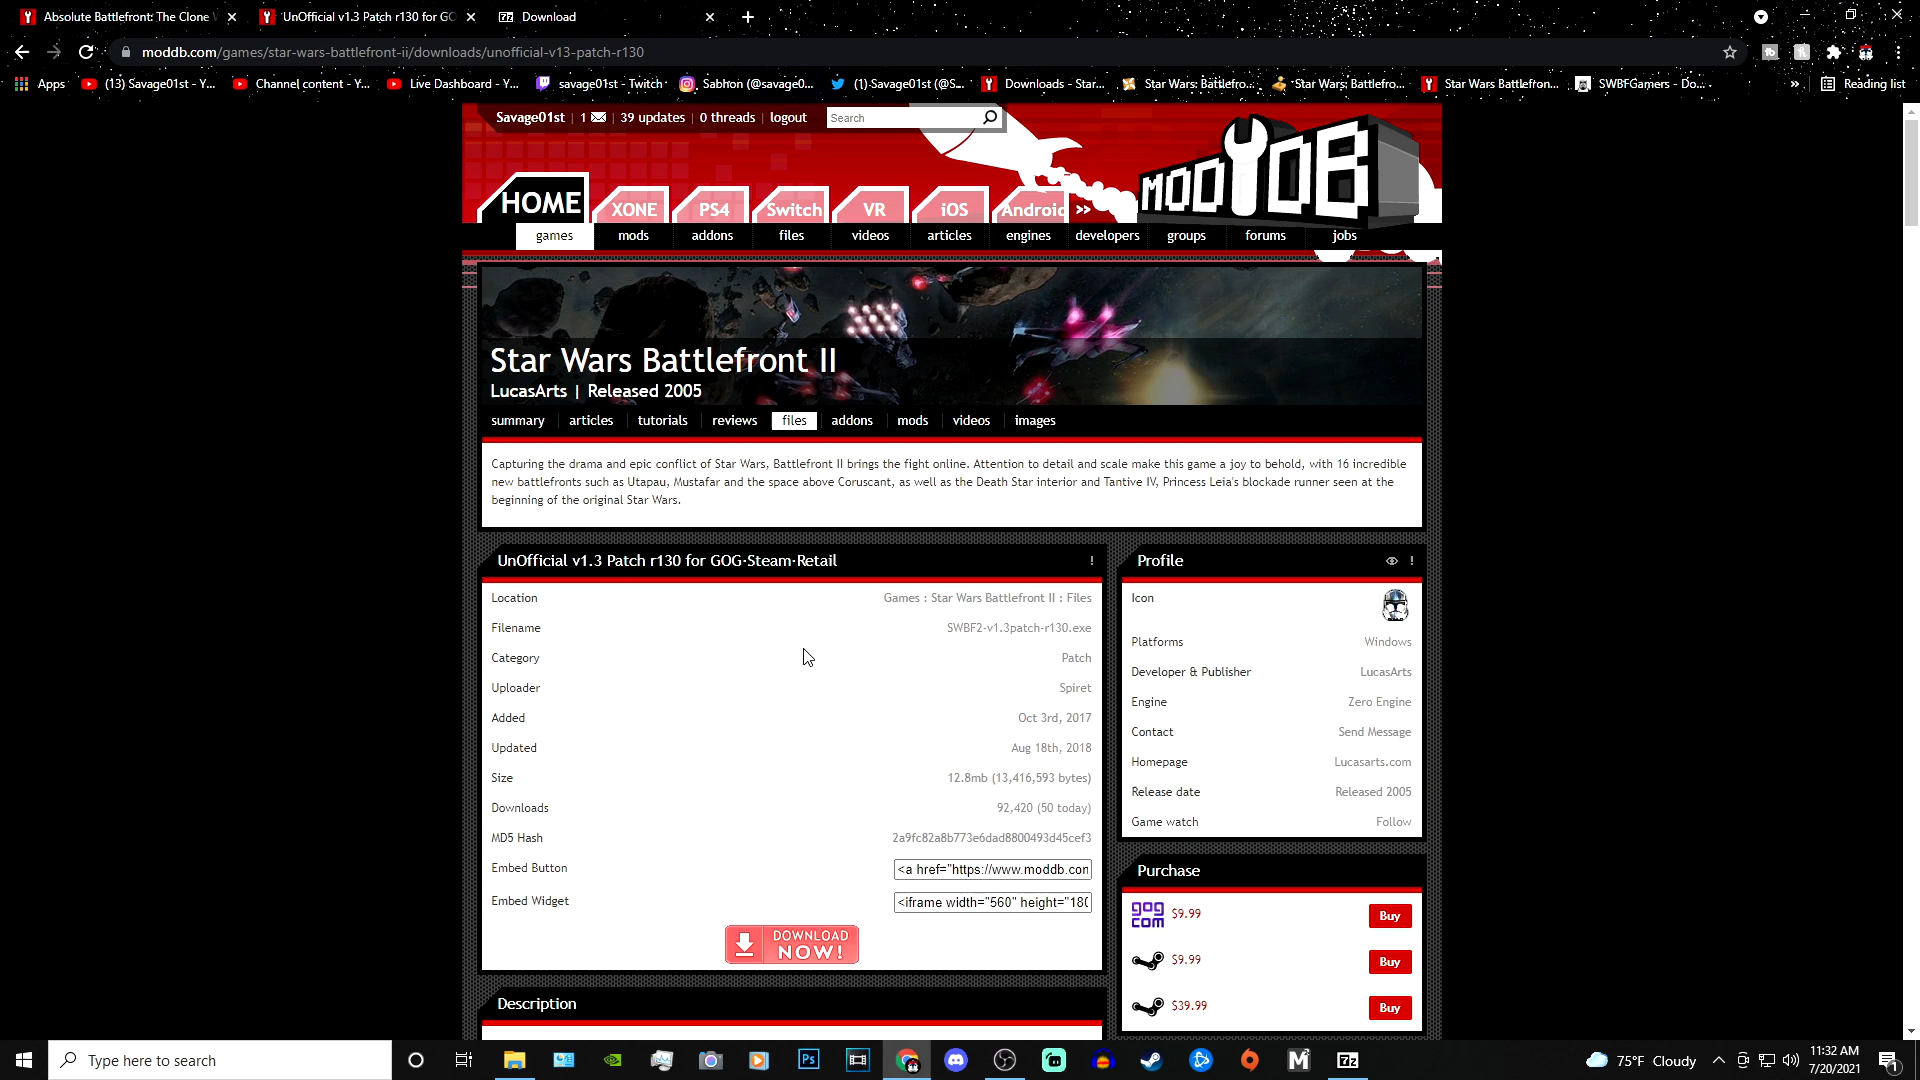 Absolute Battlefront: The Clone
UnOfficial v1.3 Patch r130 for GO
7z Download
moddb.com/games/star-wars-battlefront-ii/downloads/unofficial-v13-patch-r130
Apps
(13) Savage01st - Y...
Channel content - Y...
Live Dashboard - Y...
savage01st - Twitch
Sabhon (@savage0...
(1) Savage01st (@S...
Downloads - Star...
Star Wars: Battlefro...
Star Wars: Battlefro...
Star Wars Battlefron...
SWBFGamers - Do...
» Reading list
Savage01st | 1 | 39 updates | 0 threads | logout
Search
MODDB
HOME XONE PS4 Switch VR iOS Android »
games mods addons files videos articles engines developers groups forums jobs
Star Wars Battlefront II
LucasArts | Released 2005
summary articles tutorials reviews files addons mods videos images
Capturing the drama and epic conflict of Star Wars, Battlefront II brings the fight online. Attention to detail and scale make this game a joy to behold, with 16 incredible
new battlefronts such as Utapau, Mustafar and the space above Coruscant, as well as the Death Star interior and Tantive IV, Princess Leia's blockade runner seen at the
beginning of the original Star Wars.
UnOfficial v1.3 Patch r130 for GOG·Steam·Retail !
Location Games : Star Wars Battlefront II : Files
Filename SWBF2-v1.3patch-r130.exe
Category Patch
Uploader Spiret
Added Oct 3rd, 2017
Updated Aug 18th, 2018
Size 12.8mb (13,416,593 bytes)
Downloads 92,420 (50 today)
MD5 Hash 2a9fc82a8b773e6dad8800493d45cef3
Embed Button <a href="https://www.moddb.con
Embed Widget <iframe width="560" height="180
DOWNLOAD
NOW!
Description
Profile !
Icon
Platforms Windows
Developer & Publisher LucasArts
Engine Zero Engine
Contact Send Message
Homepage Lucasarts.com
Release date Released 2005
Game watch Follow
Purchase
gog
com $9.99 Buy
$9.99 Buy
$39.99 Buy
Type here to search
Ps
M
7z
75°F Cloudy
11:32 AM
7/20/2021
1